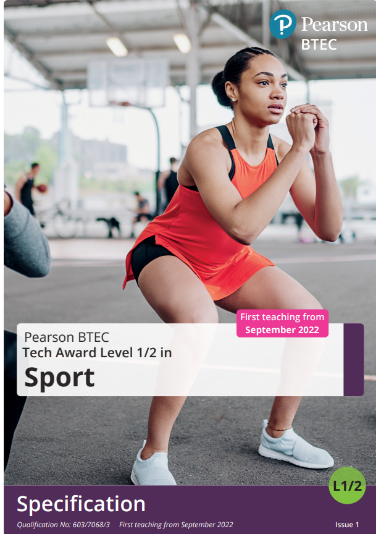 Pearson
BTEC
First teaching from
September 2022
Pearson BTEC
Tech Award Level 1/2 in
Sport
L1/2
Specification
Qualification No: 603/7068/3 First teaching from September 2022
Issue 1